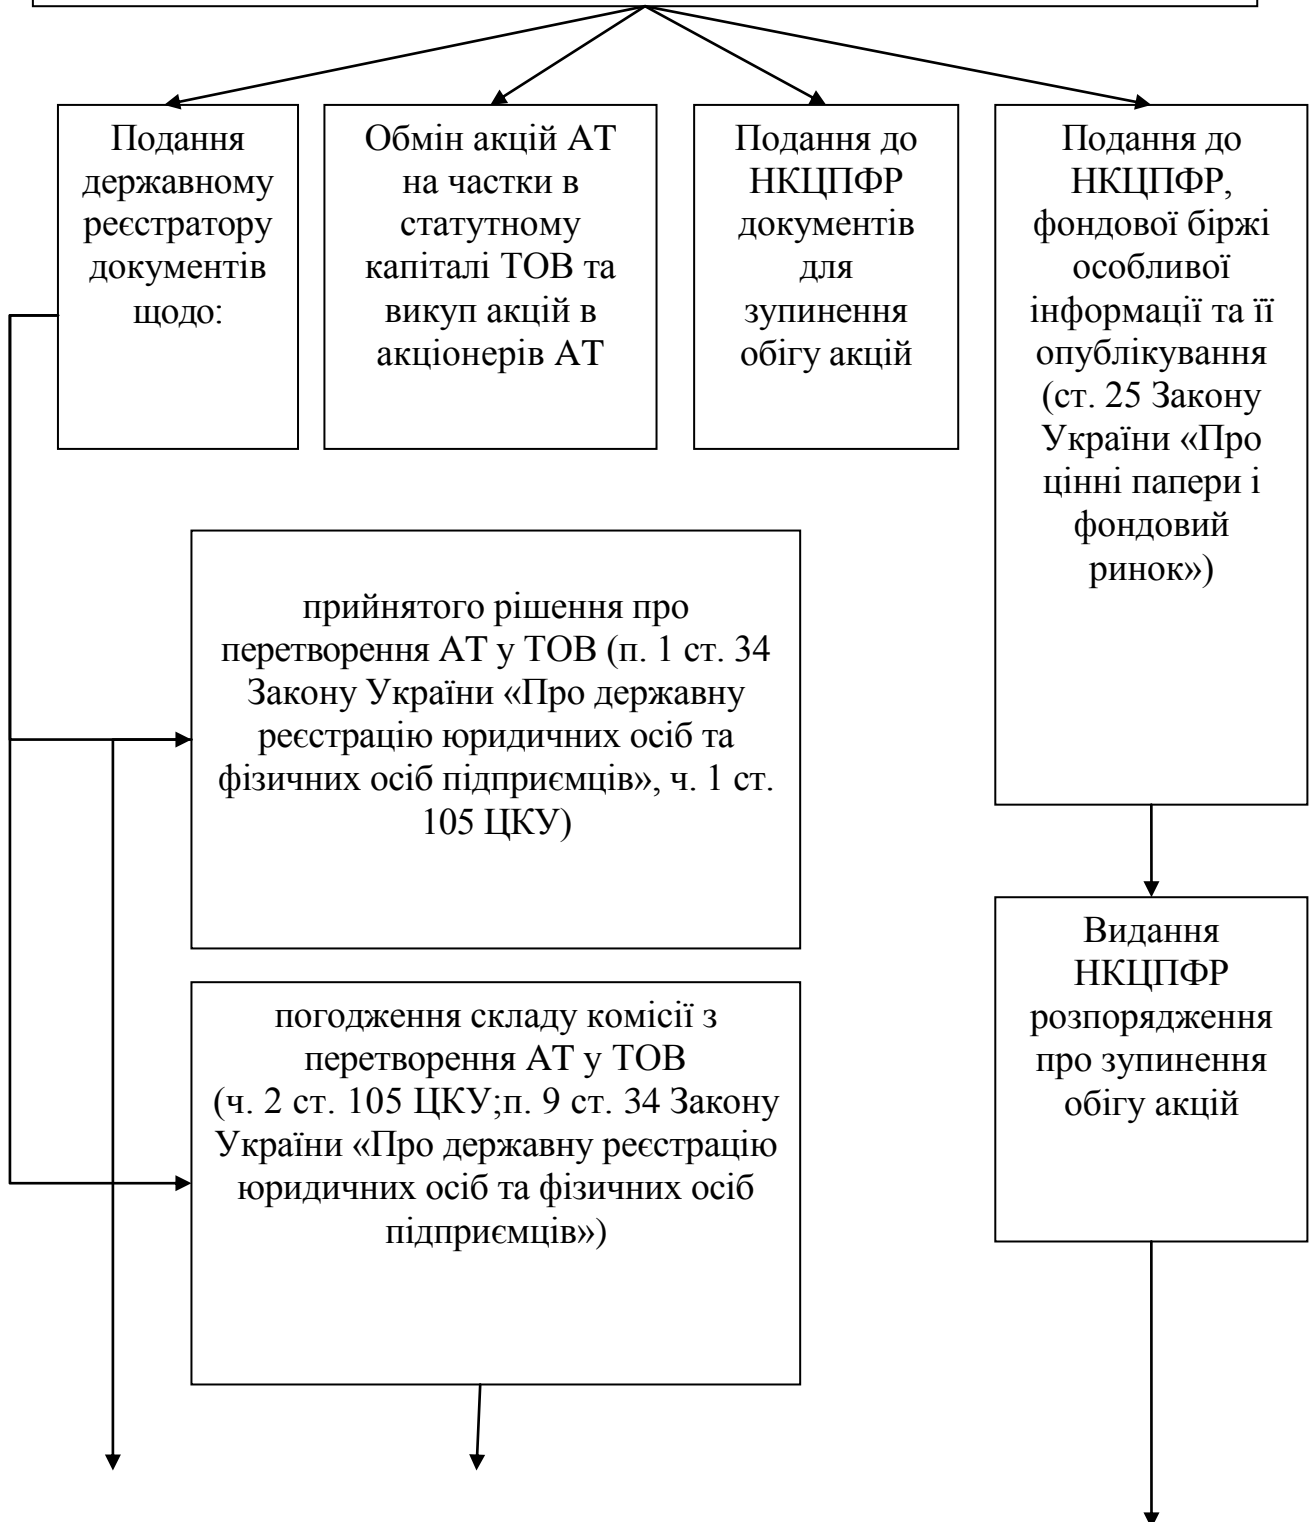 Подання
державному
реєстратору
документів
щодо:
Обмін акцій АТ
на частки в
статутному
капіталі ТОВ та
викуп акцій в
акціонерів АТ
Подання до
НКЦПФР
документів
для
зупинення
обігу акцій
Подання до
НКЦПФР,
фондової біржі
особливої
інформації та її
опублікування
(ст. 25 Закону
України «Про
цінні папери і
фондовий
ринок»)
прийнятого рішення про
перетворення АТ у ТОВ (п. 1 ст. 34
Закону України «Про державну
реєстрацію юридичних осіб та
фізичних осіб підприємців», ч. 1 ст.
105 ЦКУ)
погодження складу комісії з
перетворення АТ у ТОВ
(ч. 2 ст. 105 ЦКУ;п. 9 ст. 34 Закону
України «Про державну реєстрацію
юридичних осіб та фізичних осіб
підприємців»)
Видання
НКЦПФР
розпорядження
про зупинення
обігу акцій